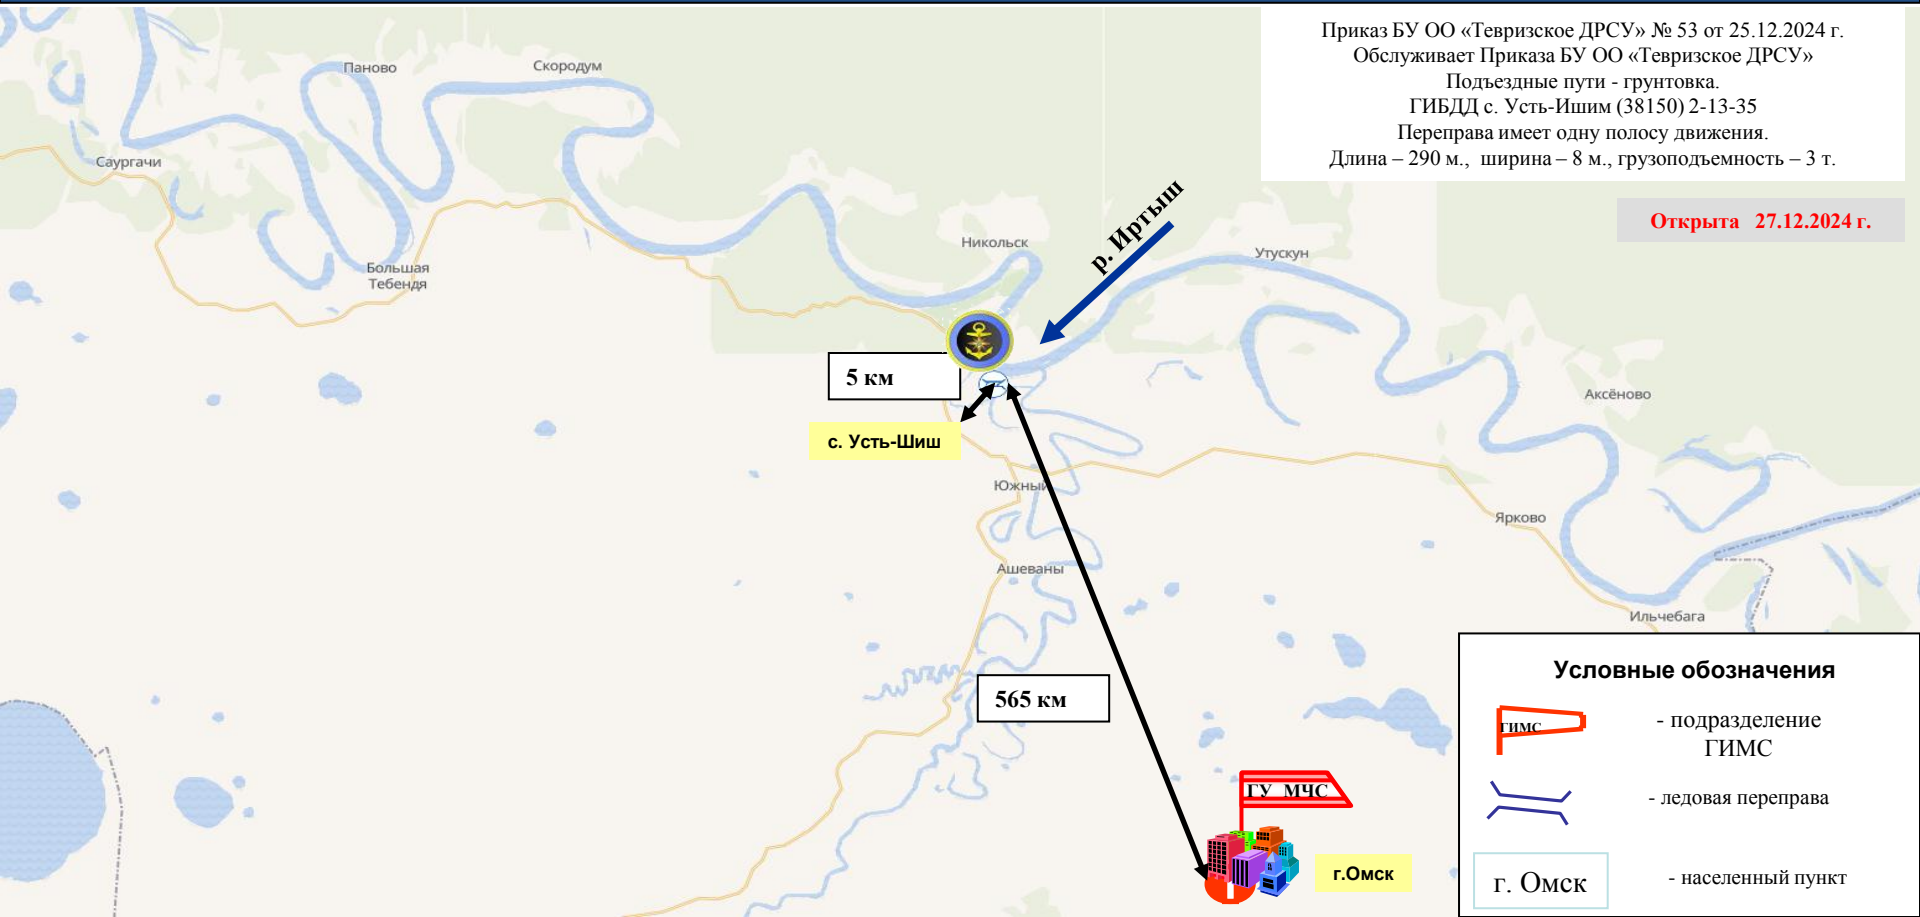 Приказ БУ ОО «Тевризское ДРСУ» № 53 от 25.12.2024 г.
Обслуживает Приказа БУ ОО «Тевризское ДРСУ»
Подъездные пути - грунтовка.
ГИБДД с. Усть-Ишим (38150) 2-13-35
Переправа имеет одну полосу движения.
Длина – 290 м., ширина – 8 м., грузоподъемность – 3 т.
Открыта 27.12.2024 г.
Паново
Скородум
Саургачи
Большая
Тебендя
Никольск
р. Иртыш
Утускун
5 км
с. Усть-Шиш
Аксёново
Южный
Ярково
Ашеваны
Ильчебага
565 км
ГУ МЧС
г.Омск
Условные обозначения
ГИМС
- подразделение
ГИМС
- ледовая переправа
г. Омск
- населенный пункт